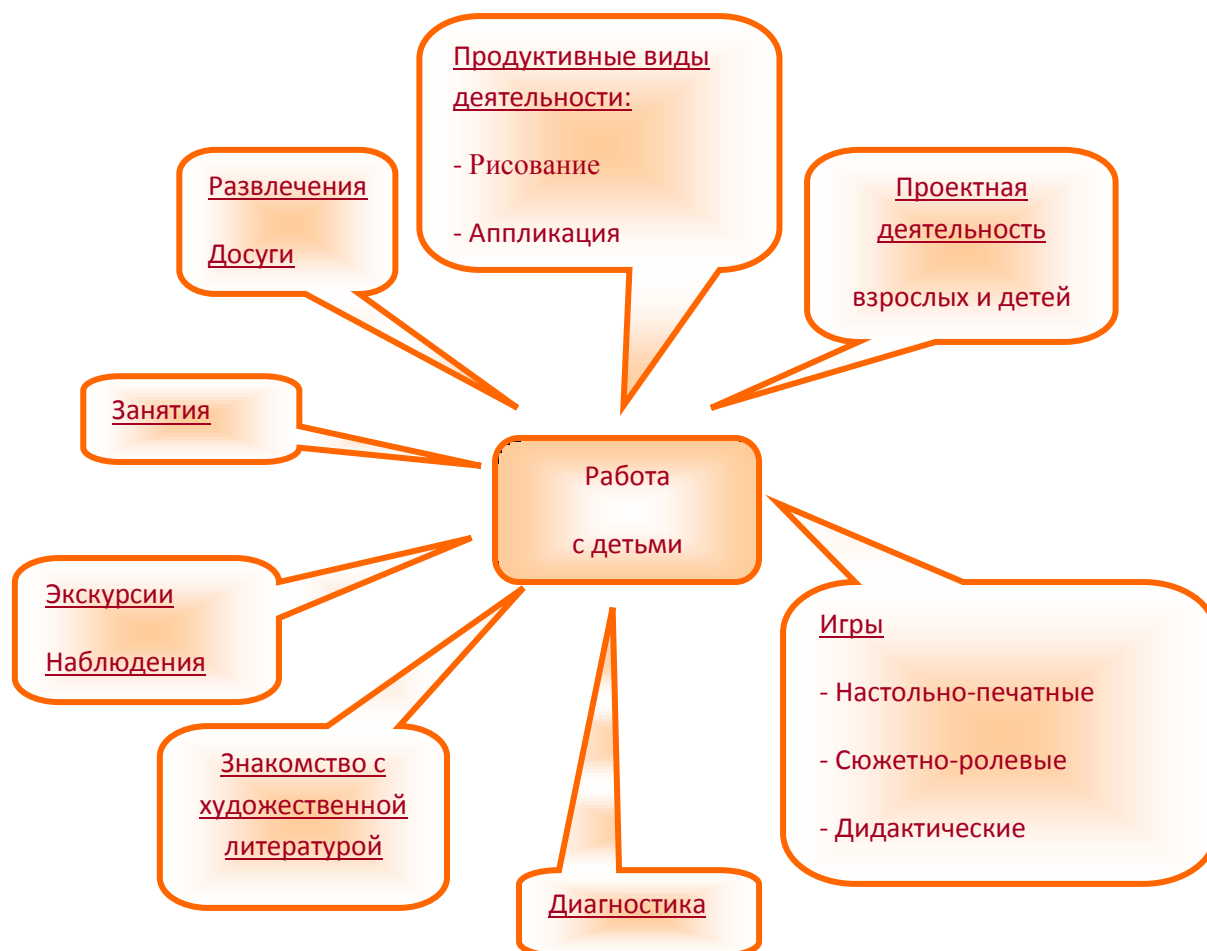 Продуктивные виды
деятельности:
- Рисование
- Аппликация
Развлечения
Досуги
Проектная
деятельность
взрослых и детей
Занятия
Работа
с детьми
Экскурсии
Наблюдения
Игры
- Настольно-печатные
- Сюжетно-ролевые
- Дидактические
Знакомство с
художественной
литературой
Диагностика